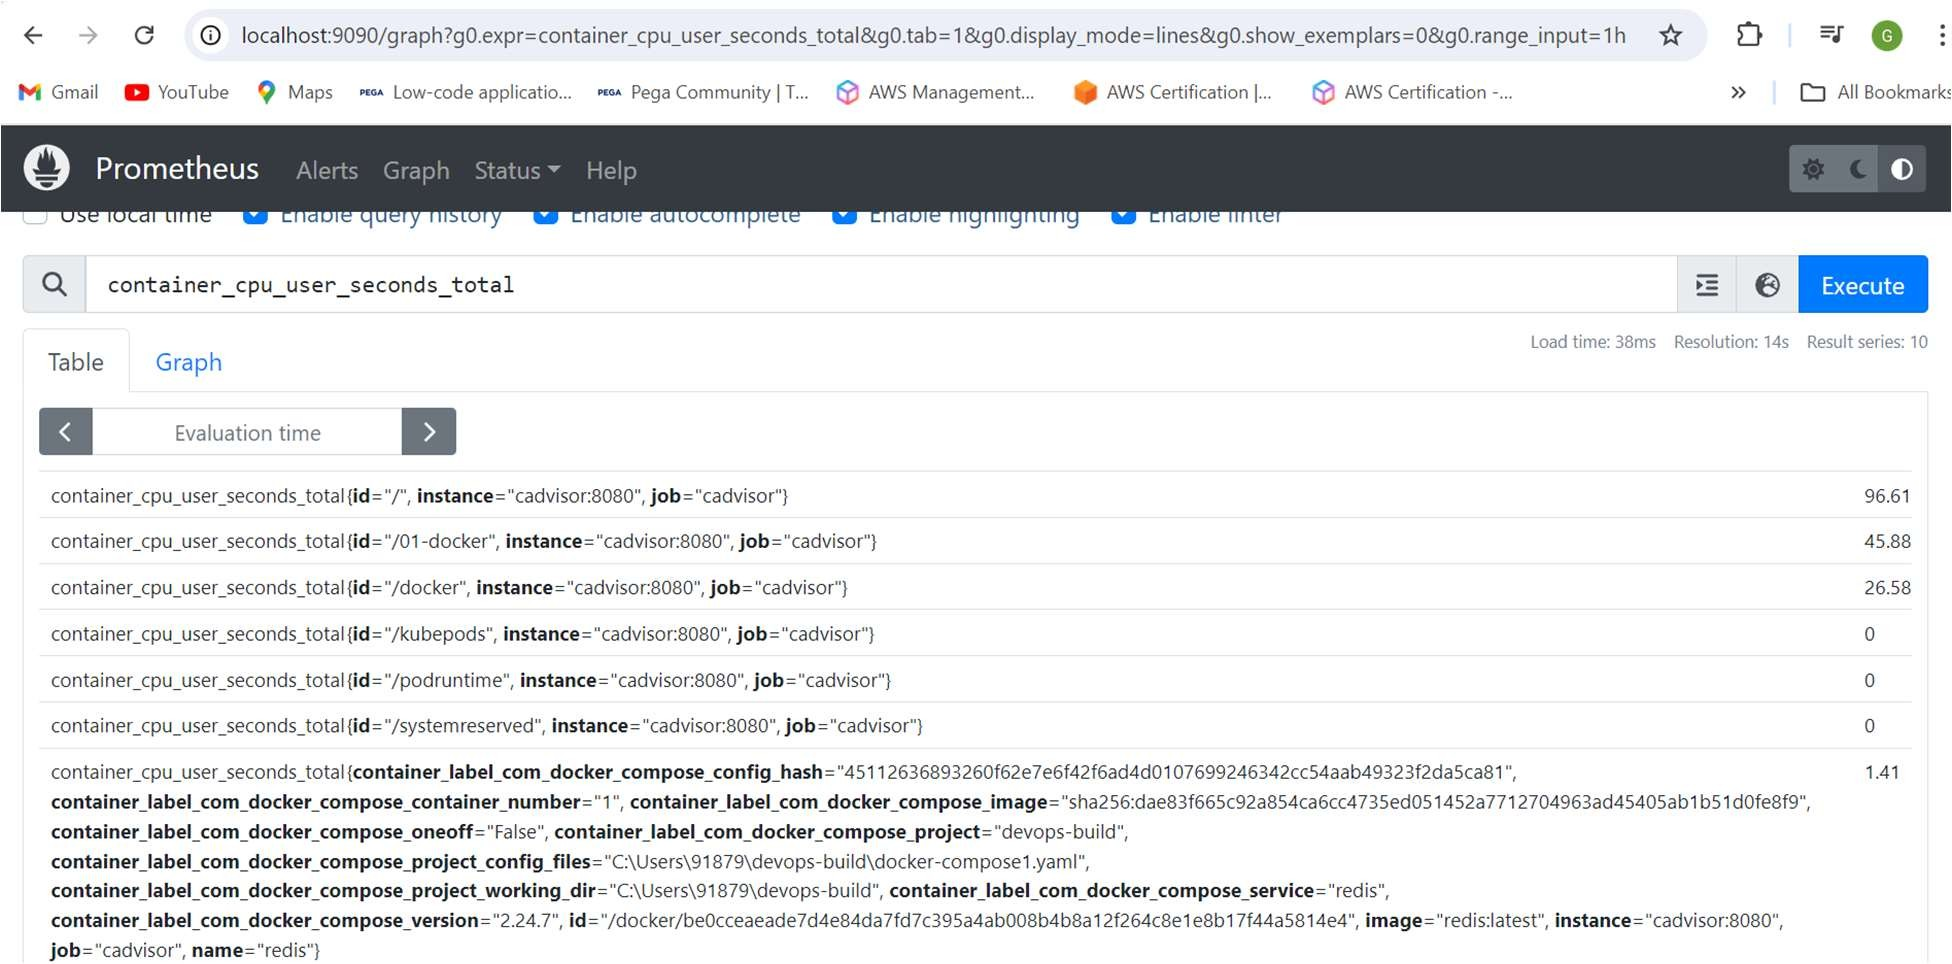 localhost:9090/graph?g0.expr=container_cpu_user_seconds_total&g0.tab=1&g0.display_mode=lines&g0.show_exemplars=0&g0.range_input=1h
G
Gmail YouTube Maps PEGA Low-code applicatio... PEGA Pega Community | T... AWS Management... AWS Certification |... AWS Certification -... » All Bookmarks
Prometheus Alerts Graph Status Help
Use local time Enable query history Enable autocomplete Enable highlighting Enable linter
container_cpu_user_seconds_total Execute
Load time: 38ms Resolution: 14s Result series: 10
Table Graph
Evaluation time
container_cpu_user_seconds_total{id="/", instance="cadvisor:8080", job="cadvisor"} 96.61
container_cpu_user_seconds_total{id="/01-docker", instance="cadvisor:8080", job="cadvisor"} 45.88
container_cpu_user_seconds_total{id="/docker", instance="cadvisor:8080", job="cadvisor"} 26.58
container_cpu_user_seconds_total{id="/kubepods", instance="cadvisor:8080", job="cadvisor"} 0
container_cpu_user_seconds_total{id="/podruntime", instance="cadvisor:8080", job="cadvisor"} 0
container_cpu_user_seconds_total{id="/systemreserved", instance="cadvisor:8080", job="cadvisor"} 0
container_cpu_user_seconds_total{container_label_com_docker_compose_config_hash="45112636893260f62e7e6f42f6ad4d0107699246342cc54aab49323f2da5ca81", 1.41
container_label_com_docker_compose_container_number="1", container_label_com_docker_compose_image="sha256:dae83f665c92a854ca6cc4735ed051452a7712704963ad45405ab1b51d0fe8f9",
container_label_com_docker_compose_oneoff="False", container_label_com_docker_compose_project="devops-build",
container_label_com_docker_compose_project_config_files="C:\Users\91879\devops-build\docker-compose1.yaml",
container_label_com_docker_compose_project_working_dir="C:\Users\91879\devops-build", container_label_com_docker_compose_service="redis",
container_label_com_docker_compose_version="2.24.7", id="/docker/be0cceaeade7d4e84da7fd7c395a4ab008b4b8a12f264c8e1e8b17f44a5814e4", image="redis:latest", instance="cadvisor:8080",
job="cadvisor", name="redis"}